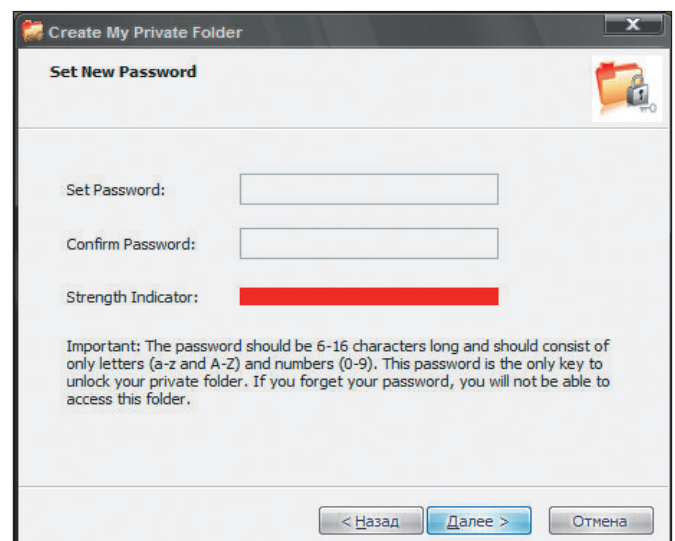 Create My Private Folder
X
Set New Password
Set Password:
Confirm Password:
Strength Indicator:
Important: The password should be 6-16 characters long and should consist of
only letters (a-z and A-Z) and numbers (0-9). This password is the only key to
unlock your private folder. If you forget your password, you will not be able to
access this folder.
< Назад Далее > Отмена